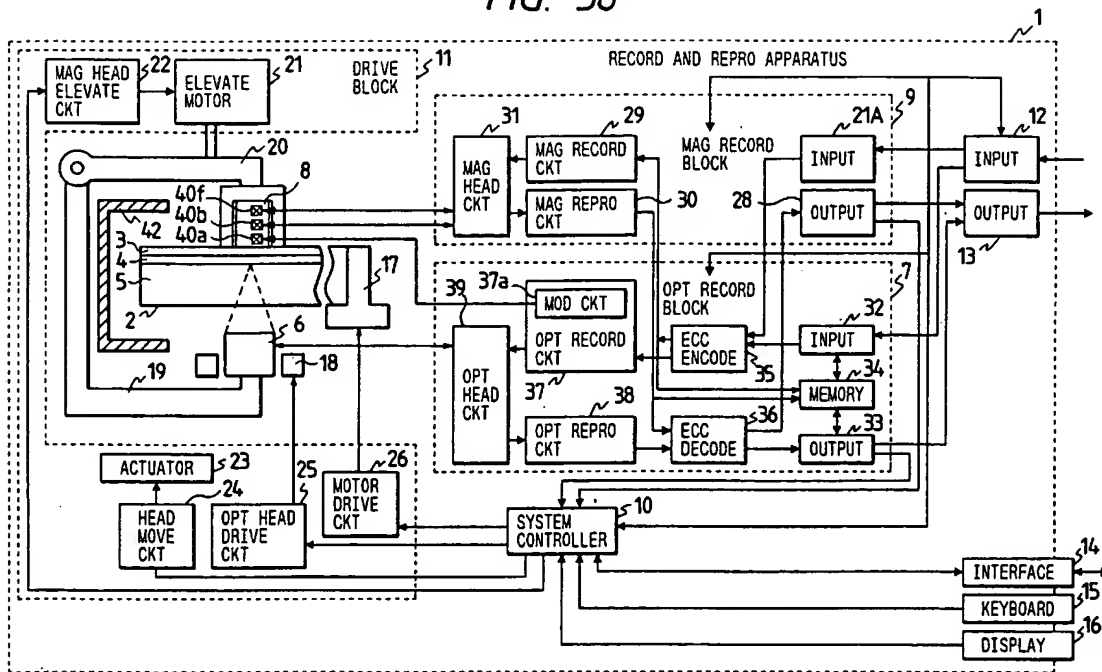 1
RECORD AND REPRO APPARATUS
22
21
11
MAG HEAD
ELEVATE
CKT
ELEVATE
MOTOR
DRIVE
BLOCK
9
31
29
21A
12
MAG HEAD
CKT
MAG RECORD
CKT
MAG RECORD
BLOCK
INPUT
INPUT
20
8
30
28
MAG REPRO
CKT
OUTPUT
OUTPUT
13
40f
40b
40a
42
3
4
5
2
17
6
18
19
7
39
37a
MOD CKT
OPT RECORD
BLOCK
32
OPT HEAD
CKT
OPT RECORD
CKT
37
ECC
ENCODE
35
INPUT
34
MEMORY
38
36
33
OPT REPRO
CKT
ECC
DECODE
OUTPUT
ACTUATOR
23
24
25
26
HEAD
MOVE
CKT
OPT HEAD
DRIVE
CKT
MOTOR
DRIVE
CKT
10
SYSTEM
CONTROLLER
14
INTERFACE
15
KEYBOARD
16
DISPLAY